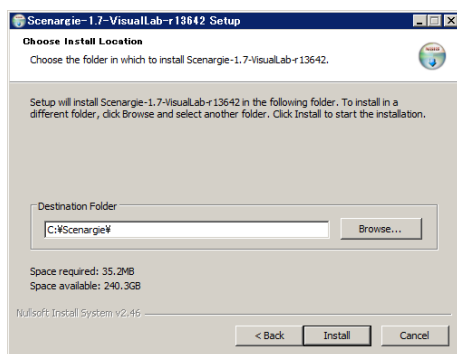 Scenargie-1.7-VisualLab-r13642 Setup
Choose Install Location
Choose the folder in which to install Scenargie-1.7-VisualLab-r13642.
Setup will install Scenargie-1.7-VisualLab-r13642 in the following folder. To install in a
different folder, click Browse and select another folder. Click Install to start the installation.
Destination Folder
C:¥Scenargie¥
Browse...
Space required: 35.2MB
Space available: 240.3GB
Nullsoft Install System v2.46
< Back
Install
Cancel